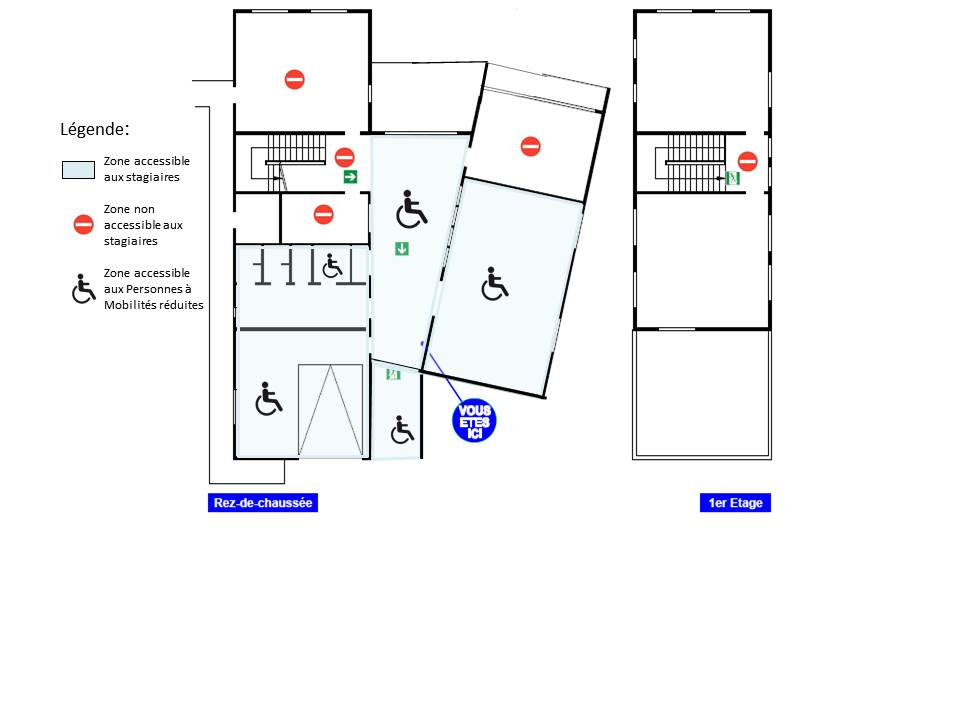 Légende:
Zone accessible
aux stagiaires
Zone non
accessible aux
stagiaires
Zone accessible
aux Personnes à
Mobilités réduites
VOUS
ETES
ICI
Rez-de-chaussée
1er Etage